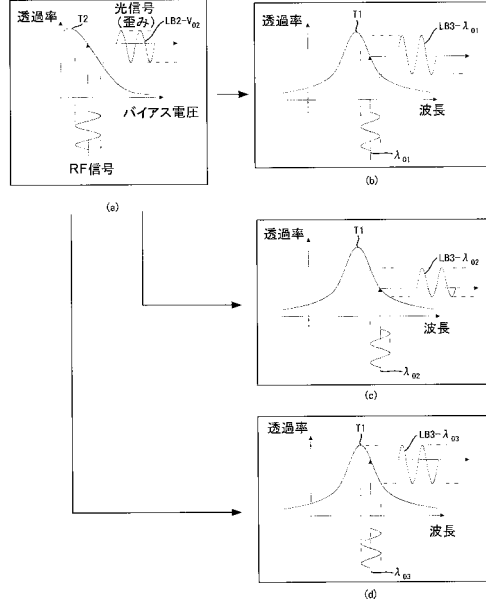 透過率
T2
光信号
(歪み)
LB2-V02
バイアス電圧
RF信号
(a)
透過率
T1
LB3-λ01
波長
λ01
(b)
透過率
T1
LB3-λ02
波長
λ02
(c)
透過率
T1
LB3-λ03
波長
λ03
(d)